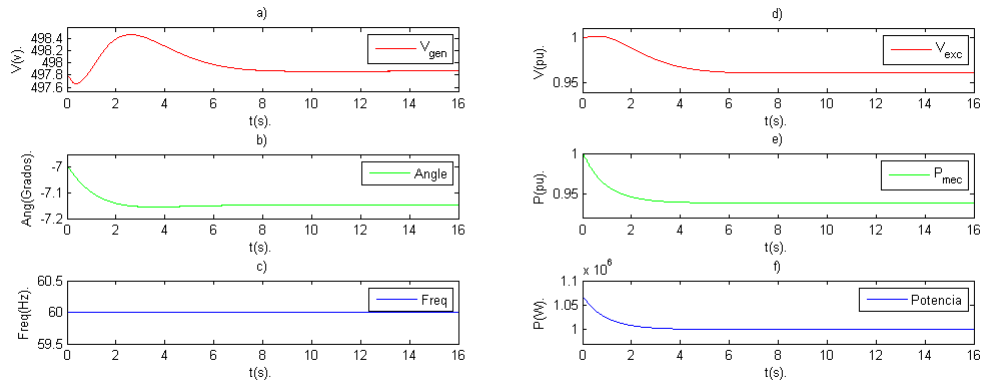 a)
498.4
498.2
498
497.8
497.6
V(v).
V_gen
0 2 4 6 8 10 12 14 16
t(s).
b)
-7
-7.1
-7.2
Ang(Grados).
Angle
0 2 4 6 8 10 12 14 16
t(s).
c)
60.5
60
59.5
Freq(Hz).
Freq
0 2 4 6 8 10 12 14 16
t(s).
d)
1
0.95
V(pu).
V_exc
0 2 4 6 8 10 12 14 16
t(s).
e)
1
0.95
P(pu).
P_mec
0 2 4 6 8 10 12 14 16
t(s).
f)
x 10^6
1.1
1.05
1
P(W).
Potencia
0 2 4 6 8 10 12 14 16
t(s).